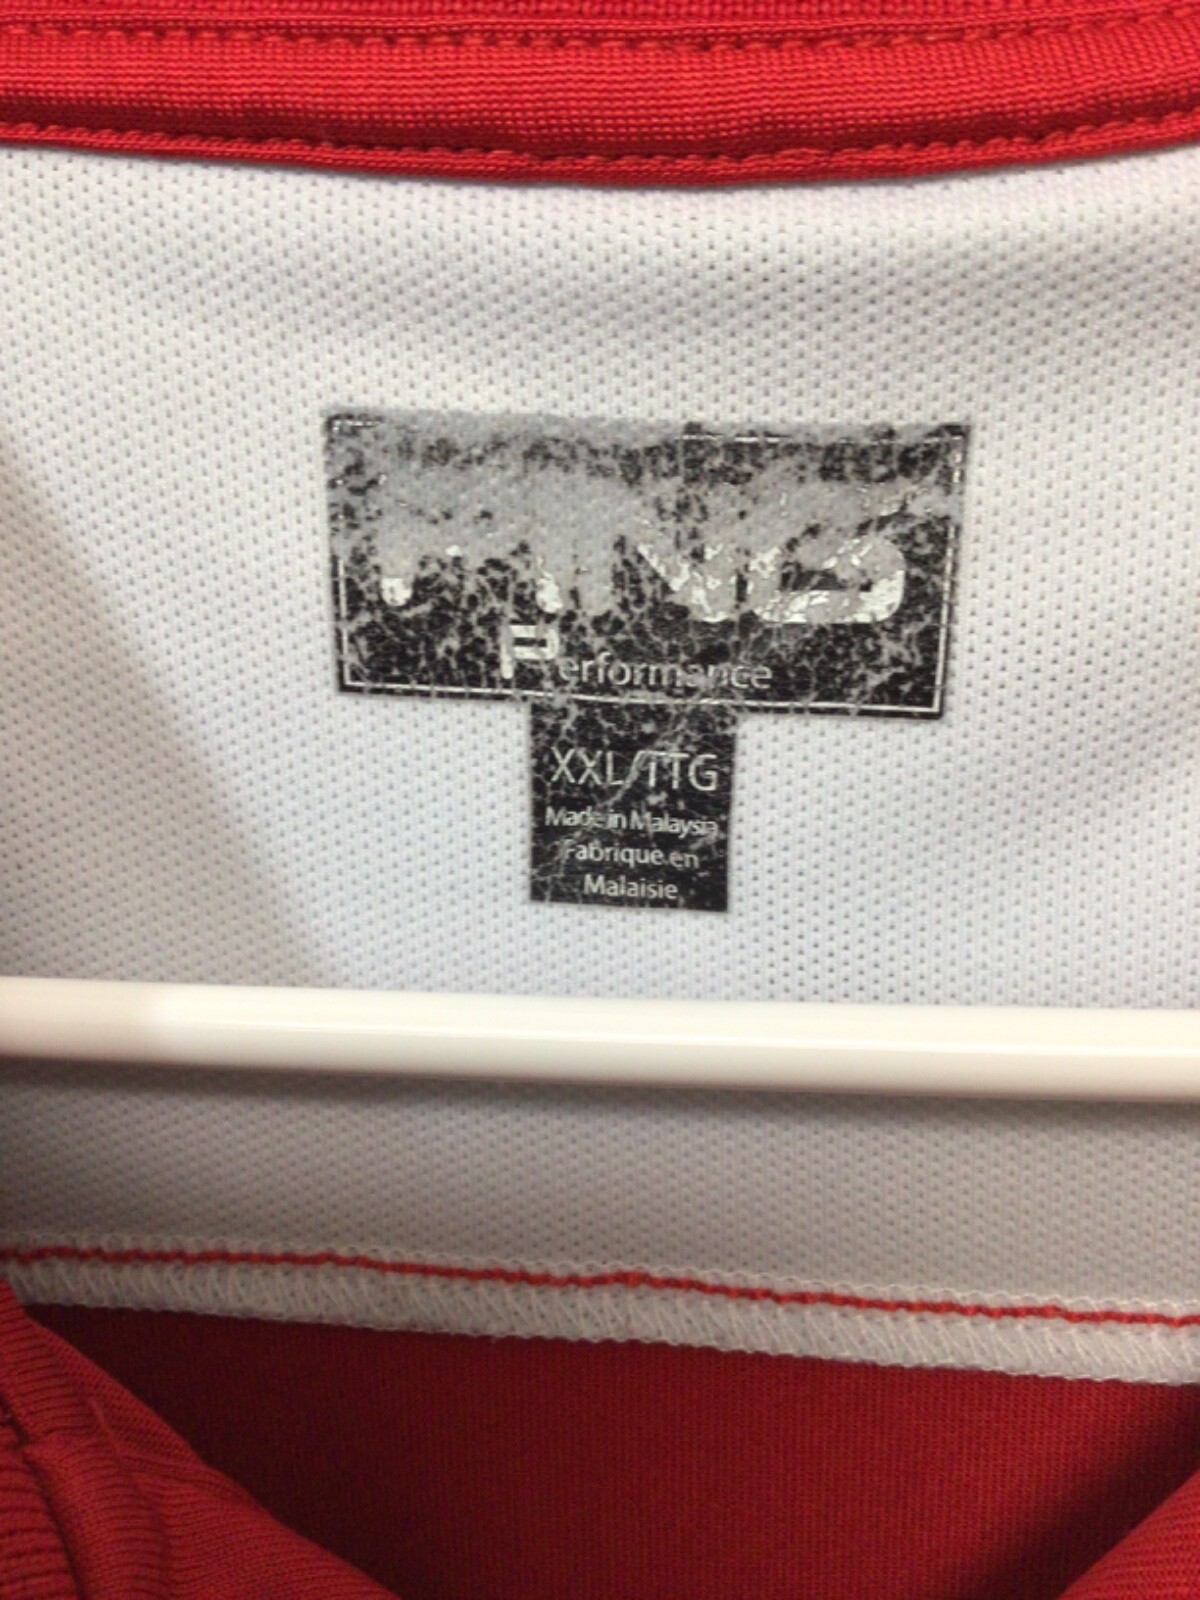 Performance
XXL/TTG
Made in Malaysia
Fabrique en
Malaisie